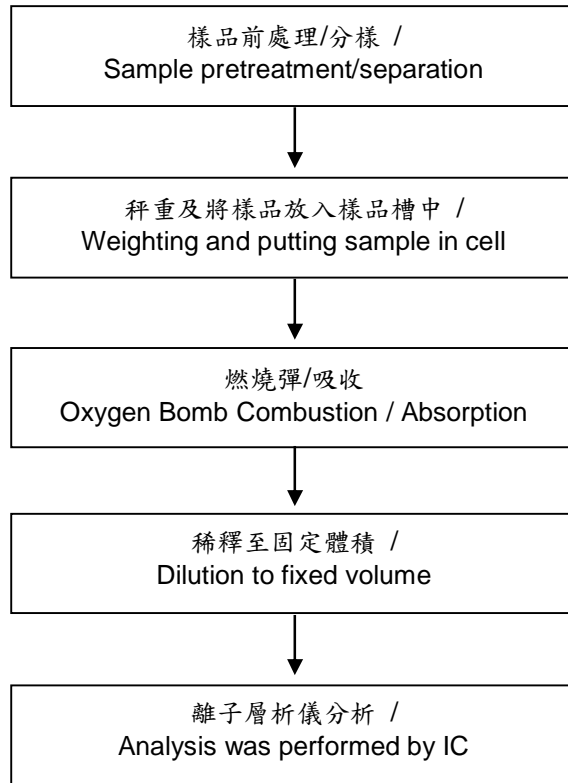 樣品前處理/分樣 /
Sample pretreatment/separation
秤重及將樣品放入樣品槽中 /
Weighting and putting sample in cell
燃燒彈/吸收
Oxygen Bomb Combustion / Absorption
稀釋至固定體積 /
Dilution to fixed volume
離子層析儀分析 /
Analysis was performed by IC